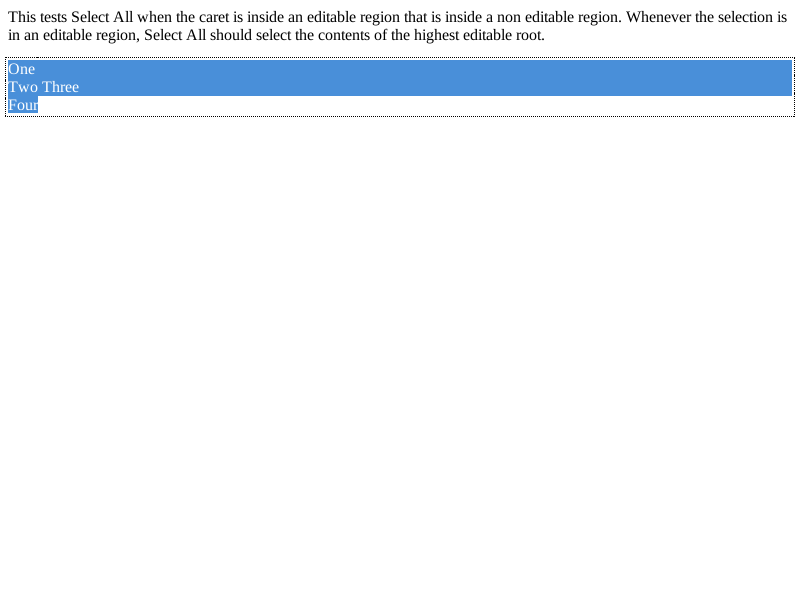 This tests Select All when the caret is inside an editable region that is inside a non editable region. Whenever the selection is
in an editable region, Select All should select the contents of the highest editable root.
One
Two Three
Four